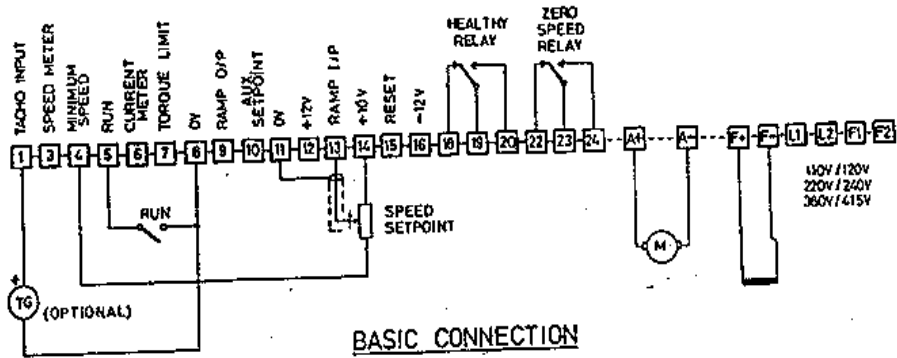 HEALTHY
RELAY
ZERO
SPEED
RELAY
TACHO INPUT
SPEED METER
MINIMUM
SPEED
RUN
CURRENT
METER
TORQUE LIMIT
0V
RAMP O/P
AUX.
SETPOINT
0V
+12V
RAMP I/P
+10V
RESET
-12V
1 3 4 5 6 7 8 9 10 11 12 13 14 15 16 18 19 20 22 23 24 A+ A- F+ F- L1 L2 F1 F2
110V/120V
220V/240V
380V/415V
RUN
SPEED
SETPOINT
M
+
TG (OPTIONAL)
BASIC CONNECTION